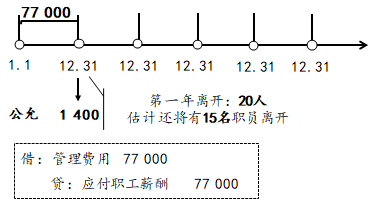 77 000
1.1 12.31 12.31 12.31 12.31 12.31
公允 1 400
第一年离开：20人
估计还将有15名职员离开
借：管理费用 77 000
贷：应付职工薪酬 77 000